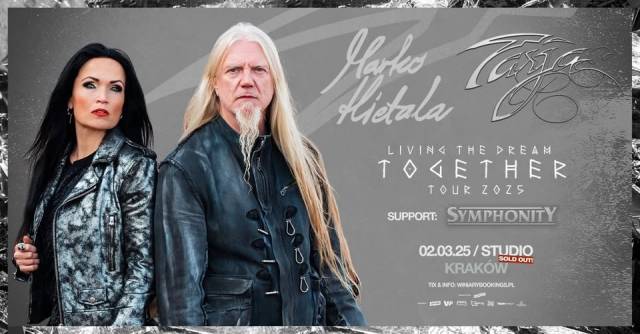 Marko
Hietala
Tarja
LIVING THE DREAM
TOGETHER
TOUR 2025
SUPPORT: SYMPHONITY
02.03.25 / STUDIO
SOLD OUT!
KRAKÓW
TIX & INFO: WINIARYBOOKINGS.PL